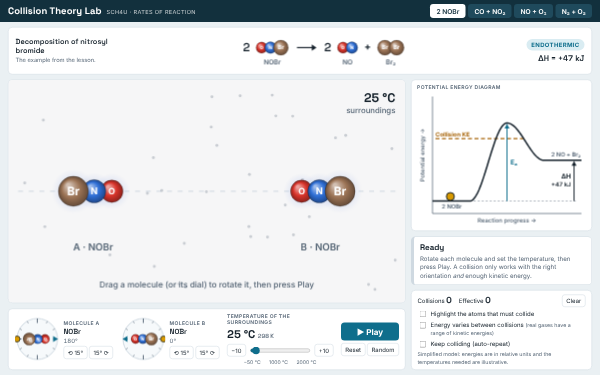 Collision Theory Lab SCH4U · RATES OF REACTION
2 NOBr CO + NO₂ NO + O₃ N₂ + O₂
Decomposition of nitrosyl
bromide
The example from the lesson.
2 O N Br → 2 O N + Br Br
NOBr NO Br₂
ENDOTHERMIC
ΔH = +47 kJ
25 °C
surroundings
Br N O
O N Br
A · NOBr
B · NOBr
Drag a molecule (or its dial) to rotate it, then press Play
POTENTIAL ENERGY DIAGRAM
Potential energy →
Collision KE
Eₐ
2 NO + Br₂
ΔH
+47 kJ
2 NOBr
Reaction progress →
Ready
Rotate each molecule and set the temperature, then
press Play. A collision only works with the right
orientation and enough kinetic energy.
Collisions 0 Effective 0 Clear
Highlight the atoms that must collide
Energy varies between collisions (real gases have a
range of kinetic energies)
Keep colliding (auto-repeat)
Simplified model: energies are in relative units and the
temperatures needed are illustrative.
MOLECULE A
NOBr
180°
⟲ 15° 15° ⟳
MOLECULE B
NOBr
0°
⟲ 15° 15° ⟳
TEMPERATURE OF THE
SURROUNDINGS
25 °C 298 K
−10 +10
−50 °C 1000 °C 2000 °C
▶ Play
Reset Random